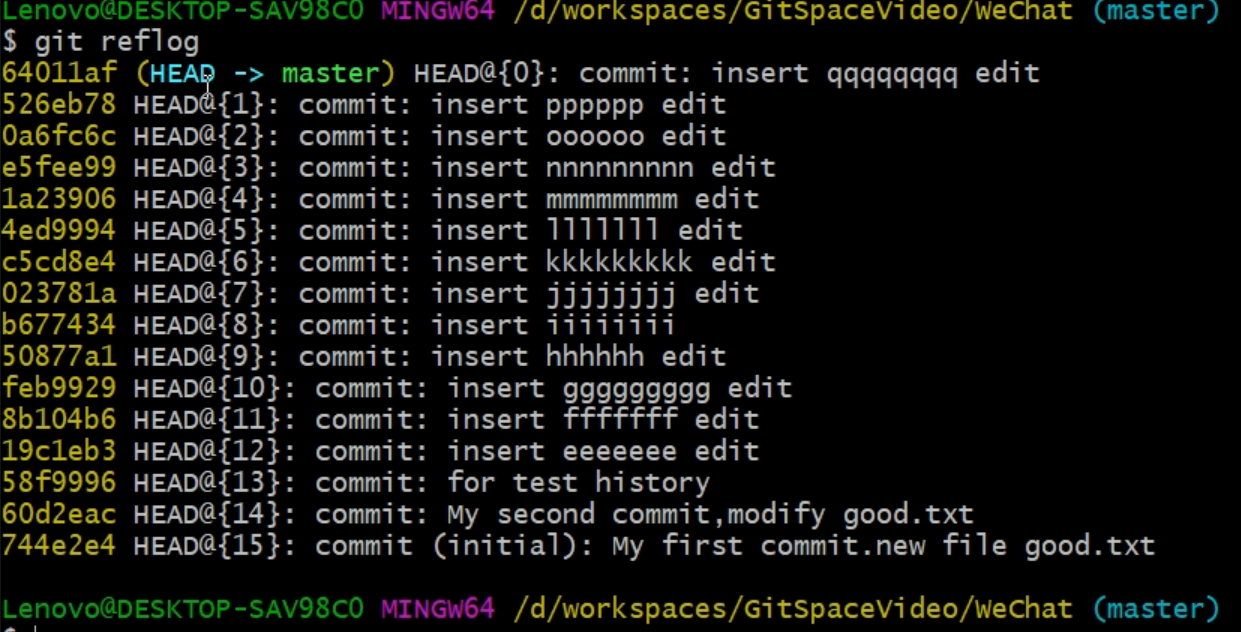 Lenovo@DESKTOP-SAV98C0 MINGW64 /d/workspaces/GitSpaceVideo/WeChat (master)
$ git reflog
64011af (HEAD -> master) HEAD@{0}: commit: insert qqqqqqqq edit
526eb78 HEAD@{1}: commit: insert pppppp edit
0a6fc6c HEAD@{2}: commit: insert oooooo edit
e5fee99 HEAD@{3}: commit: insert nnnnnnnnn edit
1a23906 HEAD@{4}: commit: insert mmmmmmmm edit
4ed9994 HEAD@{5}: commit: insert lllllll edit
c5cd8e4 HEAD@{6}: commit: insert kkkkkkkkk edit
023781a HEAD@{7}: commit: insert jjjjjjjj edit
b677434 HEAD@{8}: commit: insert iiiiiiii
50877a1 HEAD@{9}: commit: insert hhhhhh edit
feb9929 HEAD@{10}: commit: insert ggggggggg edit
8b104b6 HEAD@{11}: commit: insert fffffff edit
19c1eb3 HEAD@{12}: commit: insert eeeeeee edit
58f9996 HEAD@{13}: commit: for test history
60d2eac HEAD@{14}: commit: My second commit,modify good.txt
744e2e4 HEAD@{15}: commit (initial): My first commit.new file good.txt
Lenovo@DESKTOP-SAV98C0 MINGW64 /d/workspaces/GitSpaceVideo/WeChat (master)
$